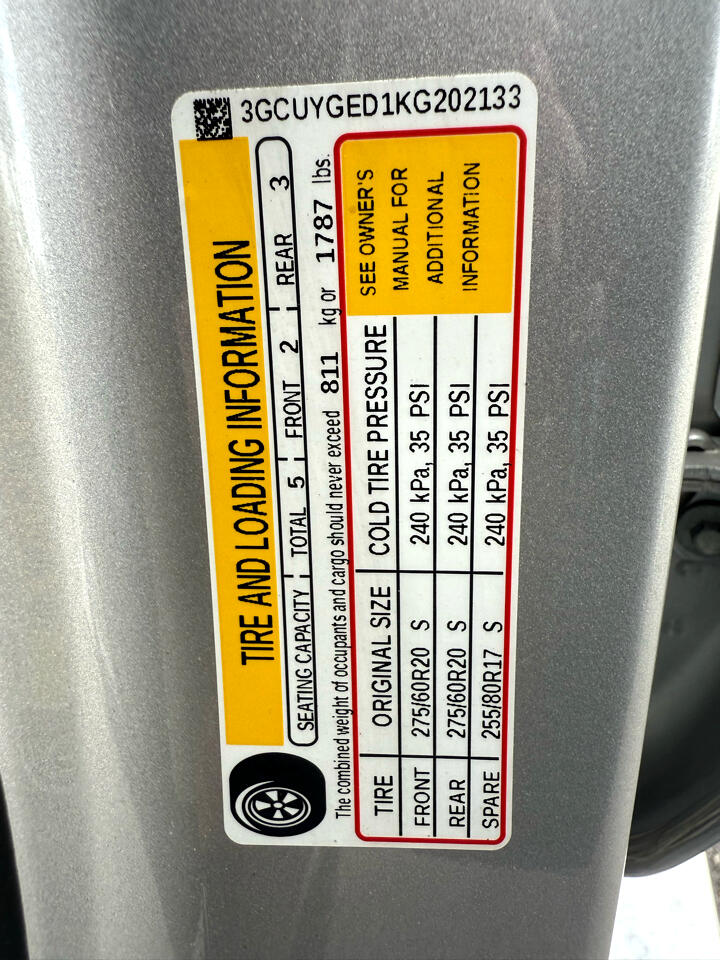 3GCUYGED1KG202133
TIRE AND LOADING INFORMATION
SEATING CAPACITY TOTAL 5 FRONT 2 REAR 3
The combined weight of occupants and cargo should never exceed 811 kg or 1787 lbs.
TIRE ORIGINAL SIZE COLD TIRE PRESSURE
FRONT 275/60R20 S 240 kPa, 35 PSI
REAR 275/60R20 S 240 kPa, 35 PSI
SPARE 255/80R17 S 240 kPa, 35 PSI
SEE OWNER'S
MANUAL FOR
ADDITIONAL
INFORMATION